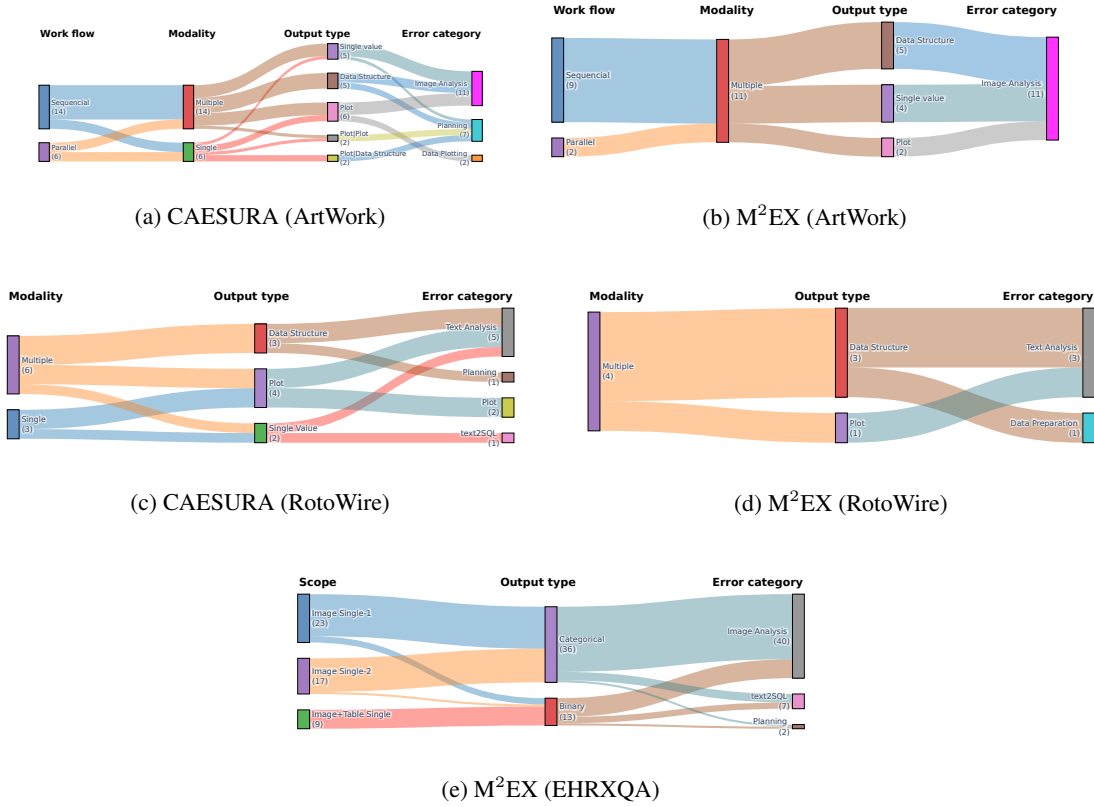 Work flow Modality Output type Error category
Sequencial
(14)
Parallel
(6)
Multiple
(14)
Single
(6)
Single value
(5)
Data Structure
(5)
Plot
(6)
Plot|Plot
(2)
Plot|Data Structure
(2)
Image Analysis
(11)
Planning
(7)
Data Plotting
(2)
(a) CAESURA (ArtWork)
Work flow Modality Output type Error category
Sequencial
(9)
Parallel
(2)
Multiple
(11)
Data Structure
(5)
Single value
(4)
Plot
(2)
Image Analysis
(11)
(b) M²EX (ArtWork)
Modality Output type Error category
Multiple
(6)
Single
(3)
Data Structure
(3)
Plot
(4)
Single Value
(2)
Text Analysis
(5)
Planning
(1)
Plot
(2)
text2SQL
(1)
(c) CAESURA (RotoWire)
Modality Output type Error category
Multiple
(4)
Data Structure
(3)
Plot
(1)
Text Analysis
(3)
Data Preparation
(1)
(d) M²EX (RotoWire)
Scope Output type Error category
Image Single-1
(23)
Image Single-2
(17)
Image+Table Single
(9)
Categorical
(36)
Binary
(13)
Image Analysis
(40)
text2SQL
(7)
Planning
(2)
(e) M²EX (EHRXQA)